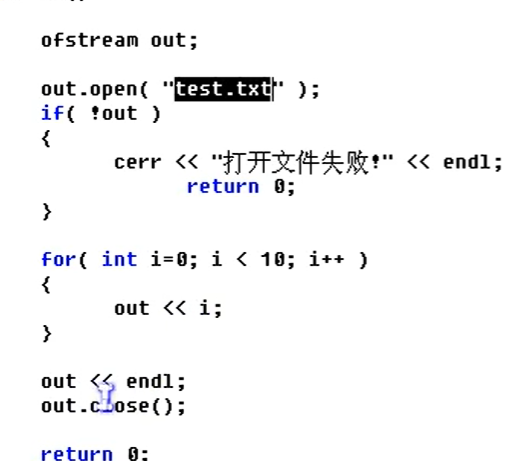 ofstream out;
out.open( "test.txt" );
if( !out )
{
cerr << "打开文件失败!" << endl;
return 0;
}
for( int i=0; i < 10; i++ )
{
out << i;
}
out << endl;
out.close();
return 0;